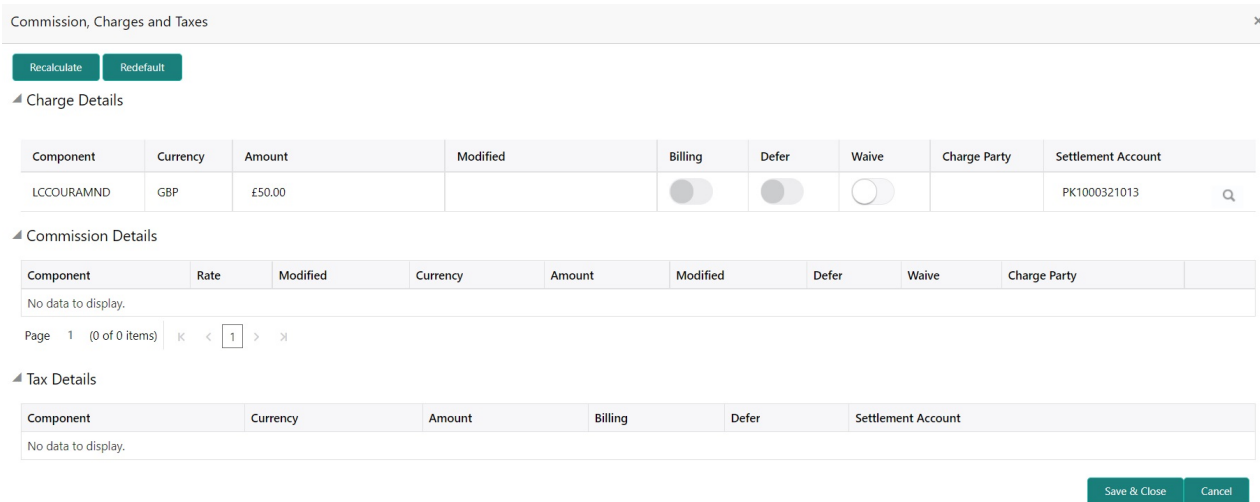 Commission, Charges and Taxes
Recalculate Redefault
Charge Details
Component Currency Amount Modified Billing Defer Waive Charge Party Settlement Account
LCCOURAMND GBP £50.00 PK1000321013
Commission Details
Component Rate Modified Currency Amount Modified Defer Waive Charge Party
No data to display.
Page 1 (0 of 0 items) 1
Tax Details
Component Currency Amount Billing Defer Settlement Account
No data to display.
Save & Close Cancel